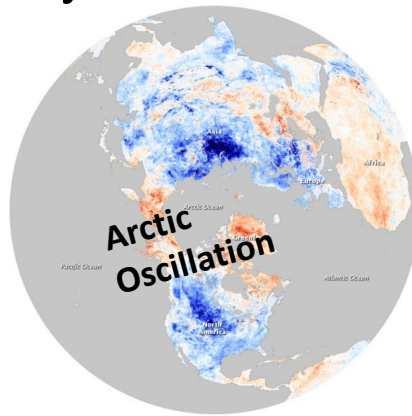 Asia
Africa
Europe
Arctic Ocean
Arctic
Oscillation
Pacific Ocean
Atlantic Ocean
North
America